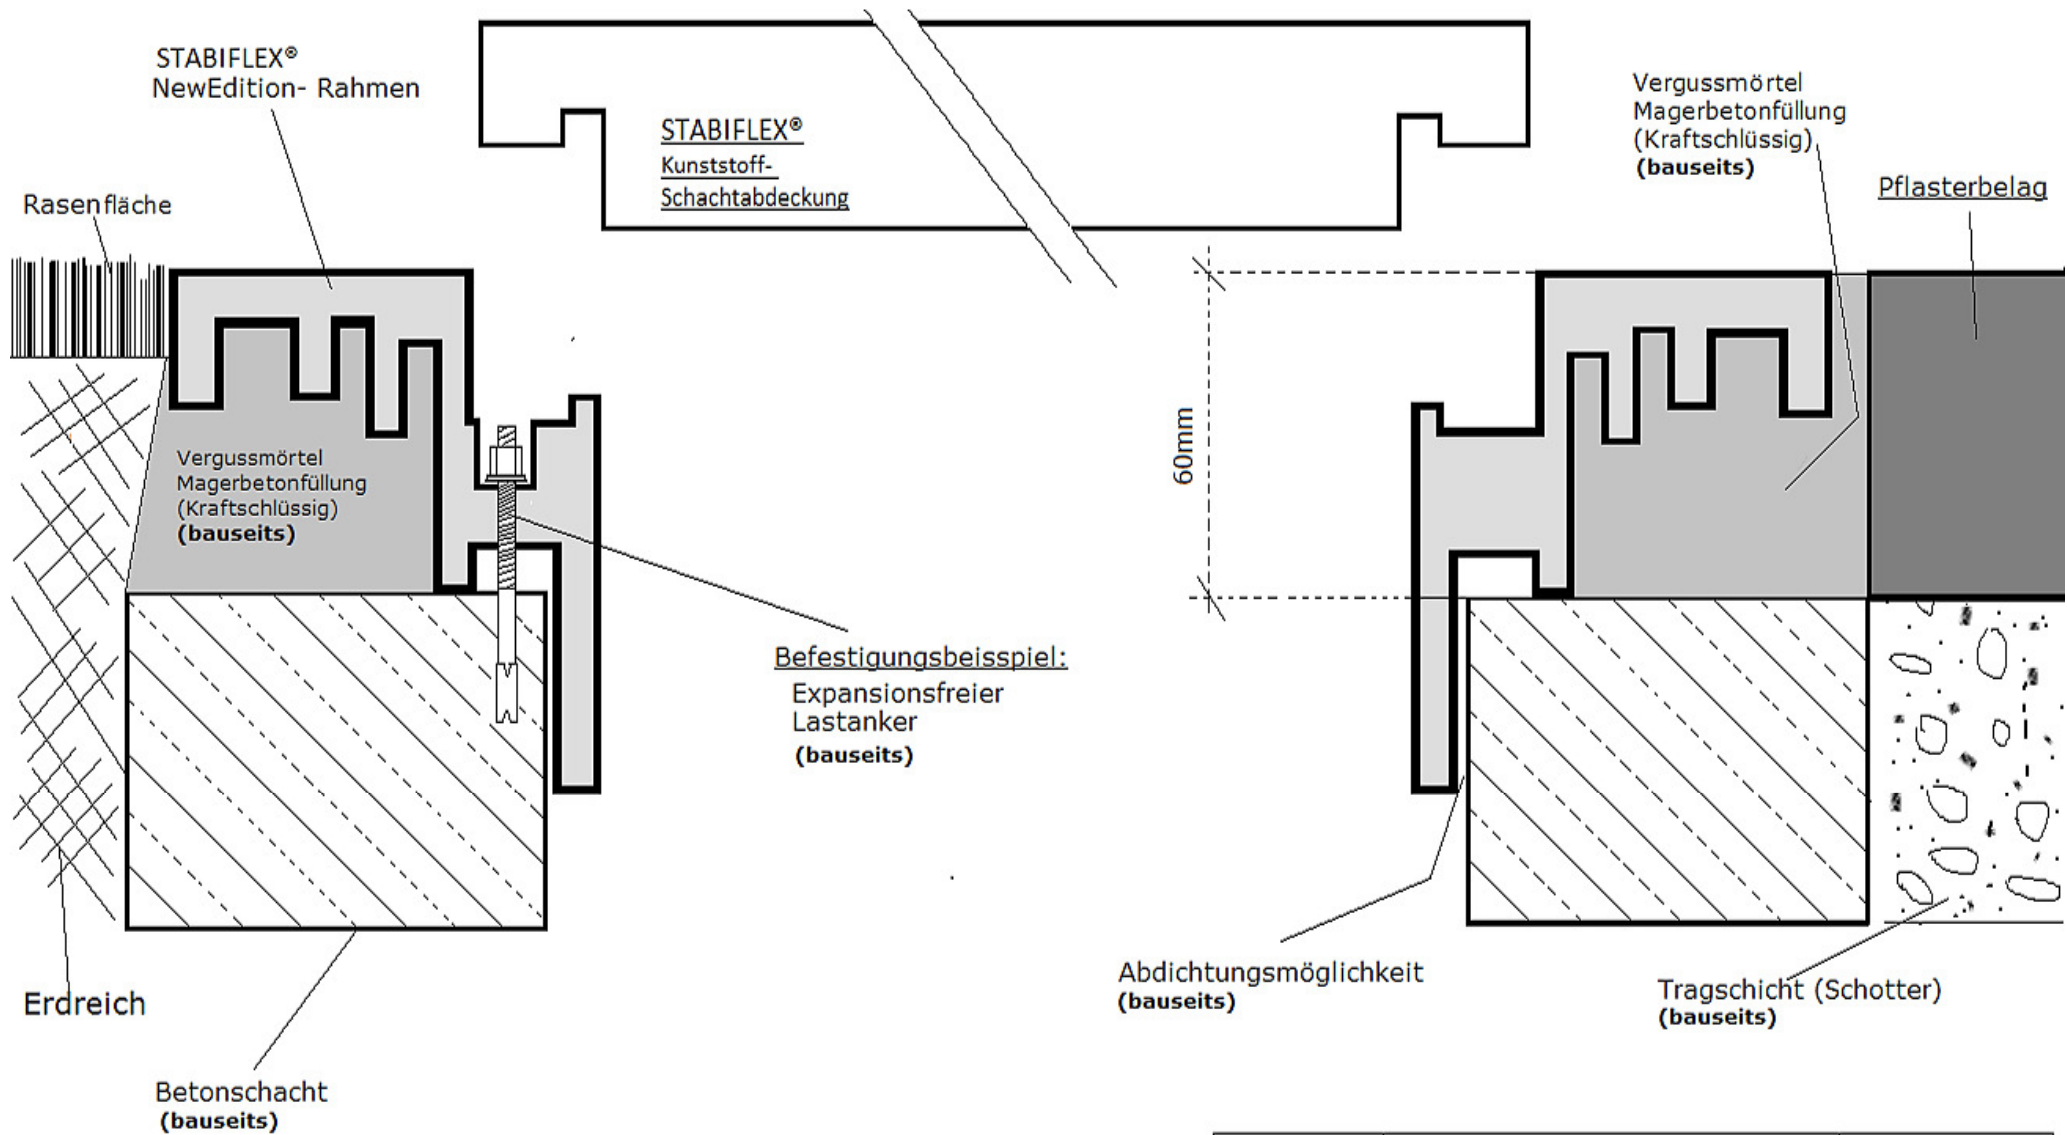 STABIFLEX®
NewEdition- Rahmen
Rasenfläche
STABIFLEX®
Kunststoff-
Schachtabdeckung
Vergussmörtel
Magerbetonfüllung
(Kraftschlüssig)
(bauseits)
Pflasterbelag
Vergussmörtel
Magerbetonfüllung
(Kraftschlüssig)
(bauseits)
60mm
Befestigungsbeisspiel:
Expansionsfreier
Lastanker
(bauseits)
Erdreich
Betonschacht
(bauseits)
Abdichtungsmöglichkeit
(bauseits)
Tragschicht (Schotter)
(bauseits)